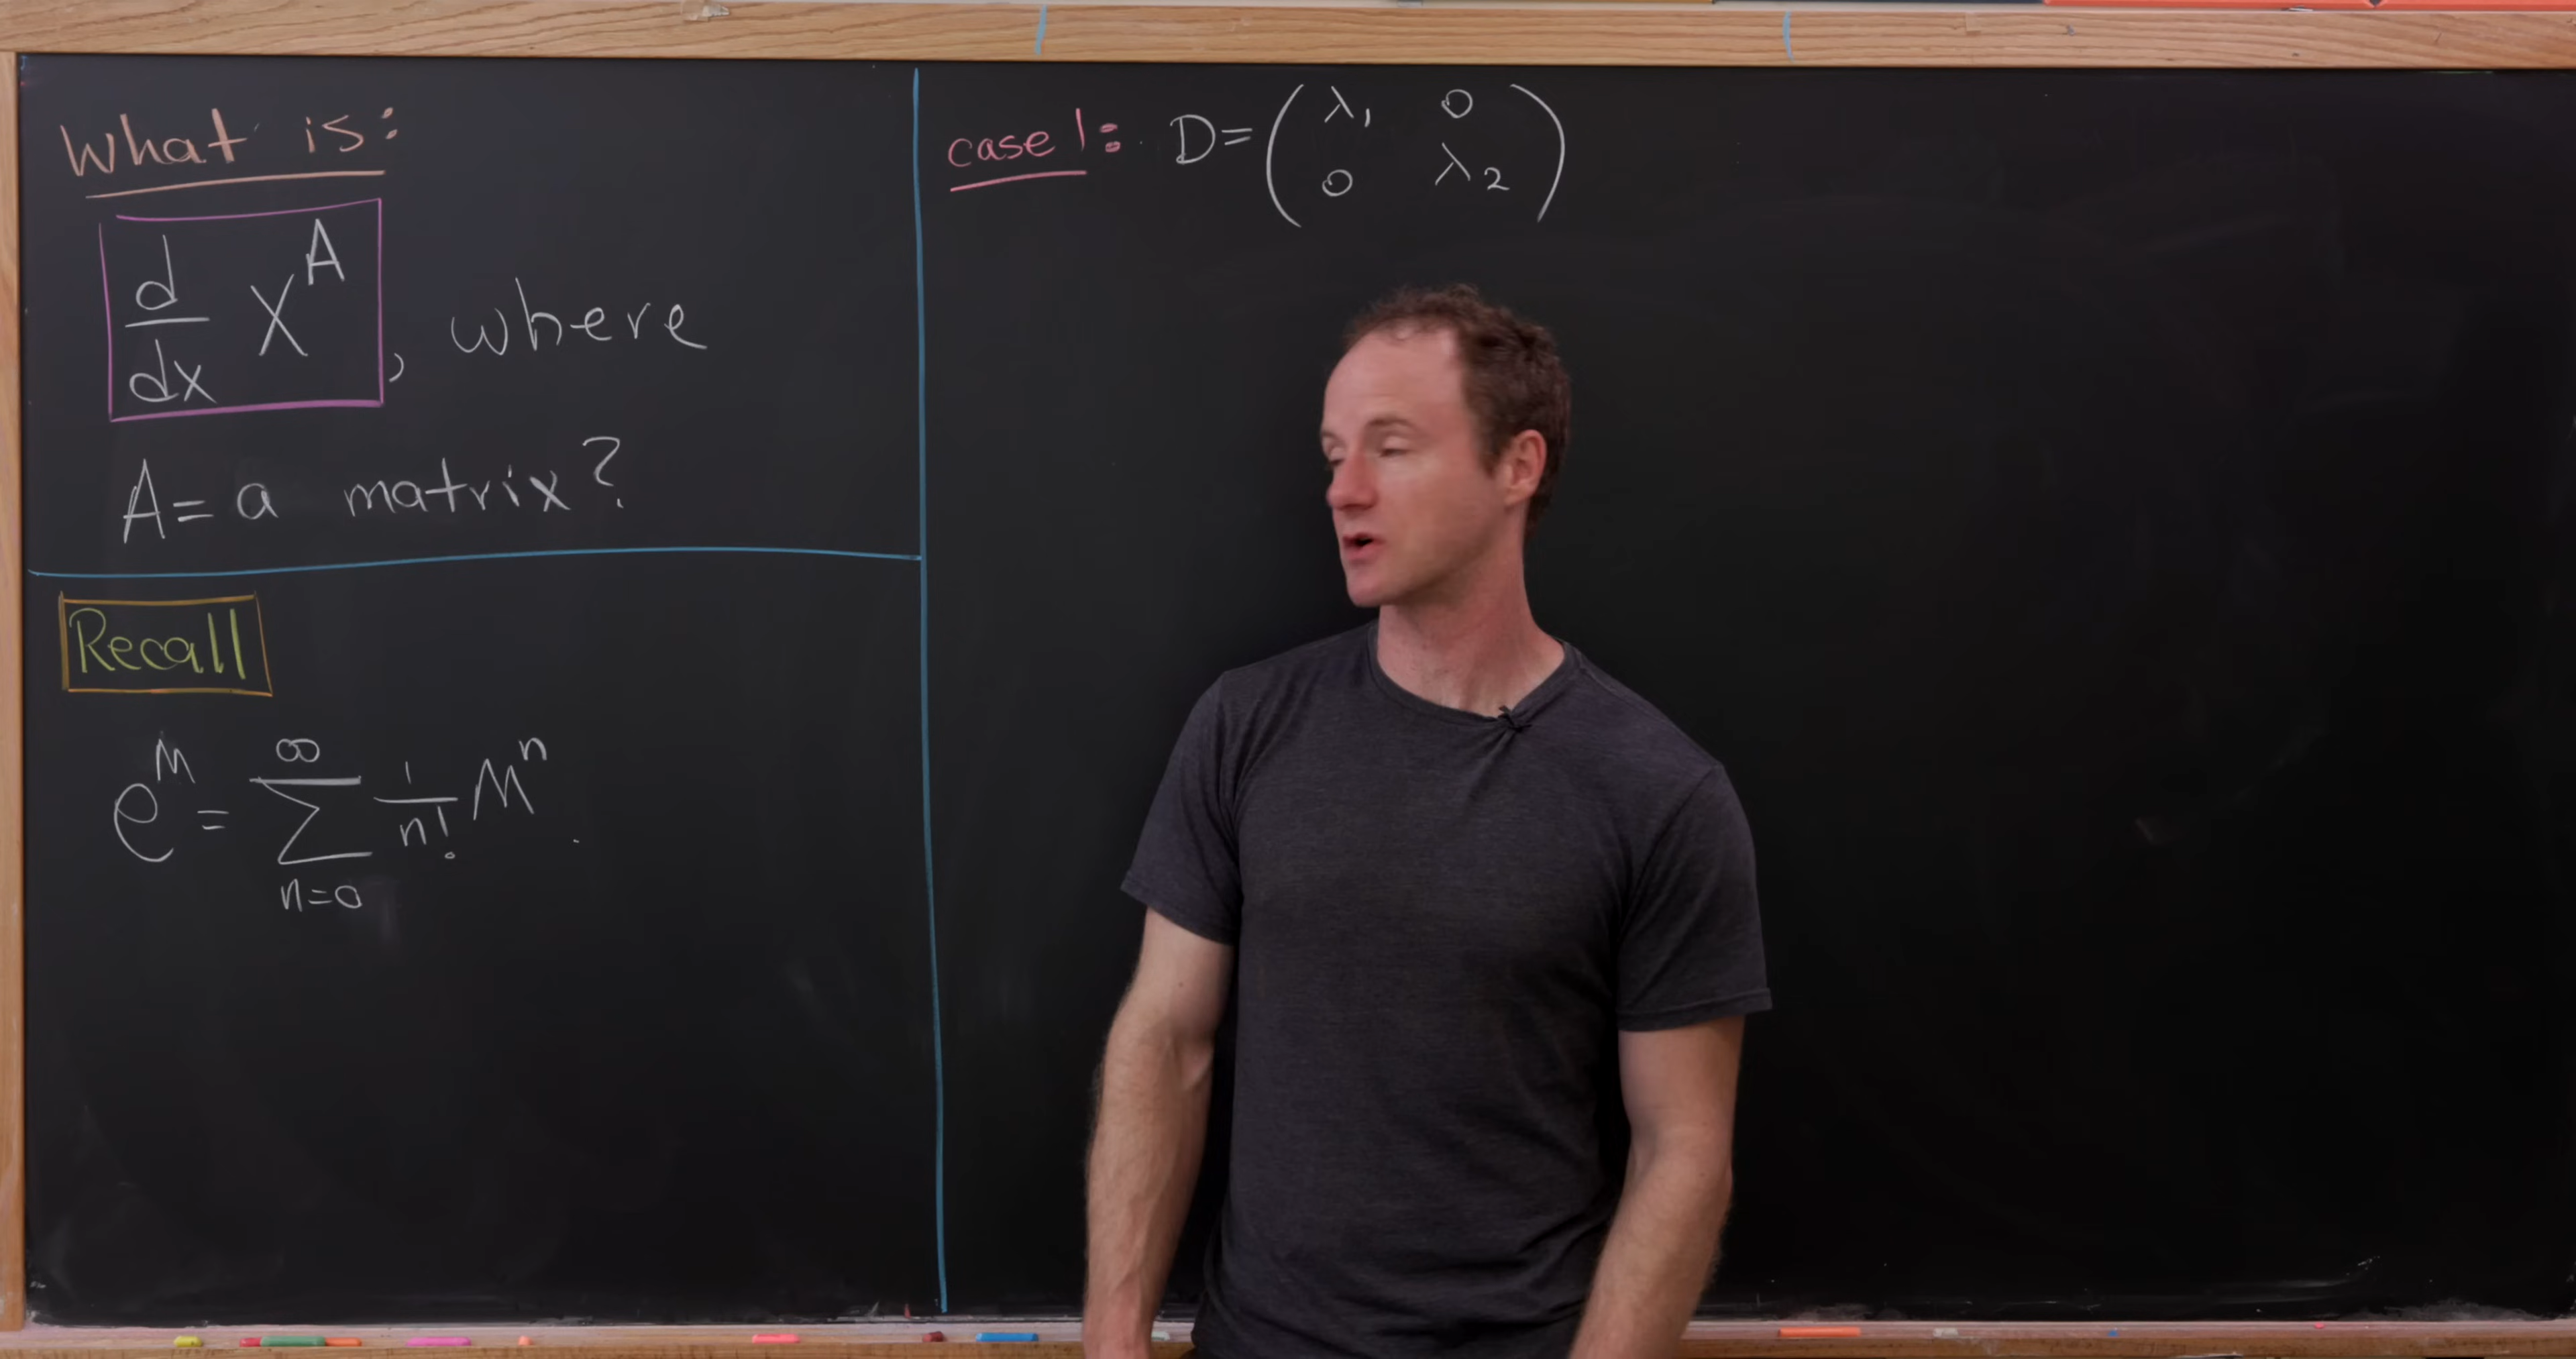 What is:
d/dx X^A, where
A = a matrix?
Recall
e^M = ∑_{n=0}^{∞} 1/n! M^n.
case 1: D = (λ₁ 0
0 λ₂)